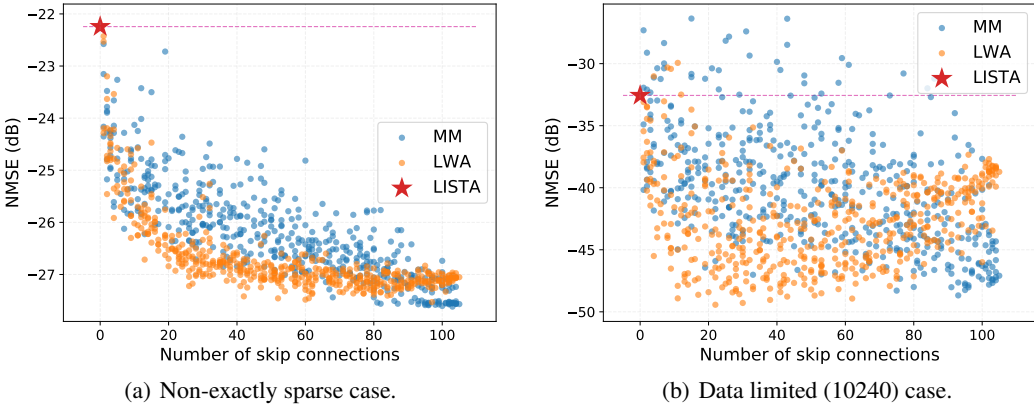 −22
−23
−24
−25
−26
−27
NMSE (dB)
0
20
40
60
80
100
Number of skip connections
MM
LWA
LISTA
(a) Non-exactly sparse case.
−30
−35
−40
−45
−50
NMSE (dB)
0
20
40
60
80
100
Number of skip connections
MM
LWA
LISTA
(b) Data limited (10240) case.